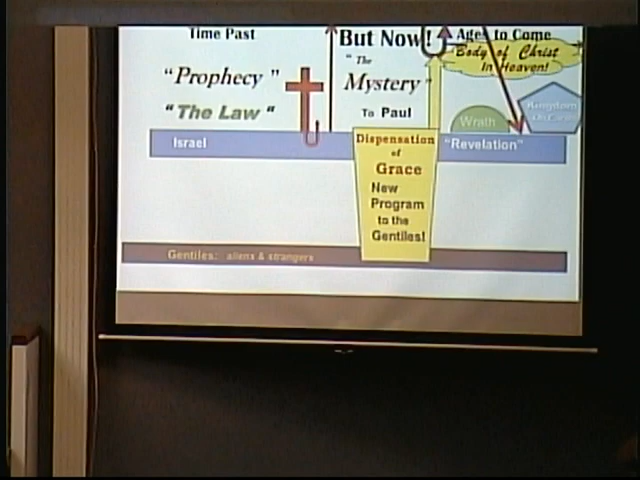 Time Past
"Prophecy"
"The Law"
But Now!
"The
Mystery"
To Paul
Ages to Come
Body of Christ
In Heaven!
Wrath
Kingdom
On Earth
Israel
Dispensation
of
Grace
New
Program
to the
Gentiles!
"Revelation"
Gentiles: aliens & strangers